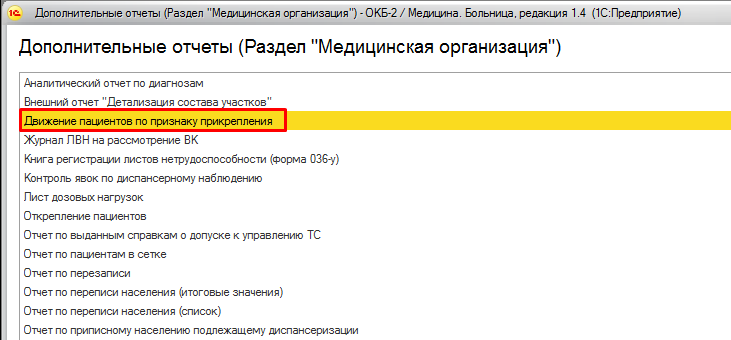 1С Дополнительные отчеты (Раздел "Медицинская организация") - ОКБ-2 / Медицина. Больница, редакция 1.4 (1С:Предприятие)
Дополнительные отчеты (Раздел "Медицинская организация")
Аналитический отчет по диагнозам
Внешний отчет "Детализация состава участков"
Движение пациентов по признаку прикрепления
Журнал ЛВН на рассмотрение ВК
Книга регистрации листов нетрудоспособности (форма 036-у)
Контроль явок по диспансерному наблюдению
Лист дозовых нагрузок
Открепление пациентов
Отчет по выданным справкам о допуске к управлению ТС
Отчет по пациентам в сетке
Отчет по перезаписи
Отчет по переписи населения (итоговые значения)
Отчет по переписи населения (список)
Отчет по приписному населению подлежащему диспансеризации